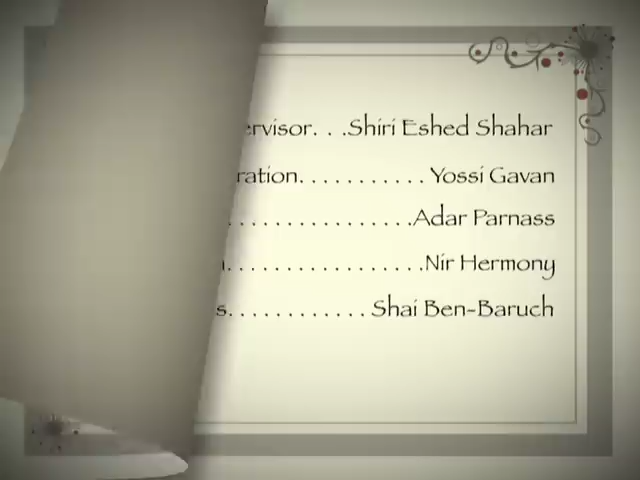 ervisor. . .Shiri Eshed Shahar
ration. . . . . . . . . . . Yossi Gavan
. . . . . . . . . . . . . . . . .Adar Parnass
. . . . . . . . . . . . . . . . . .Nir Hermony
s. . . . . . . . . . . . Shai Ben-Baruch